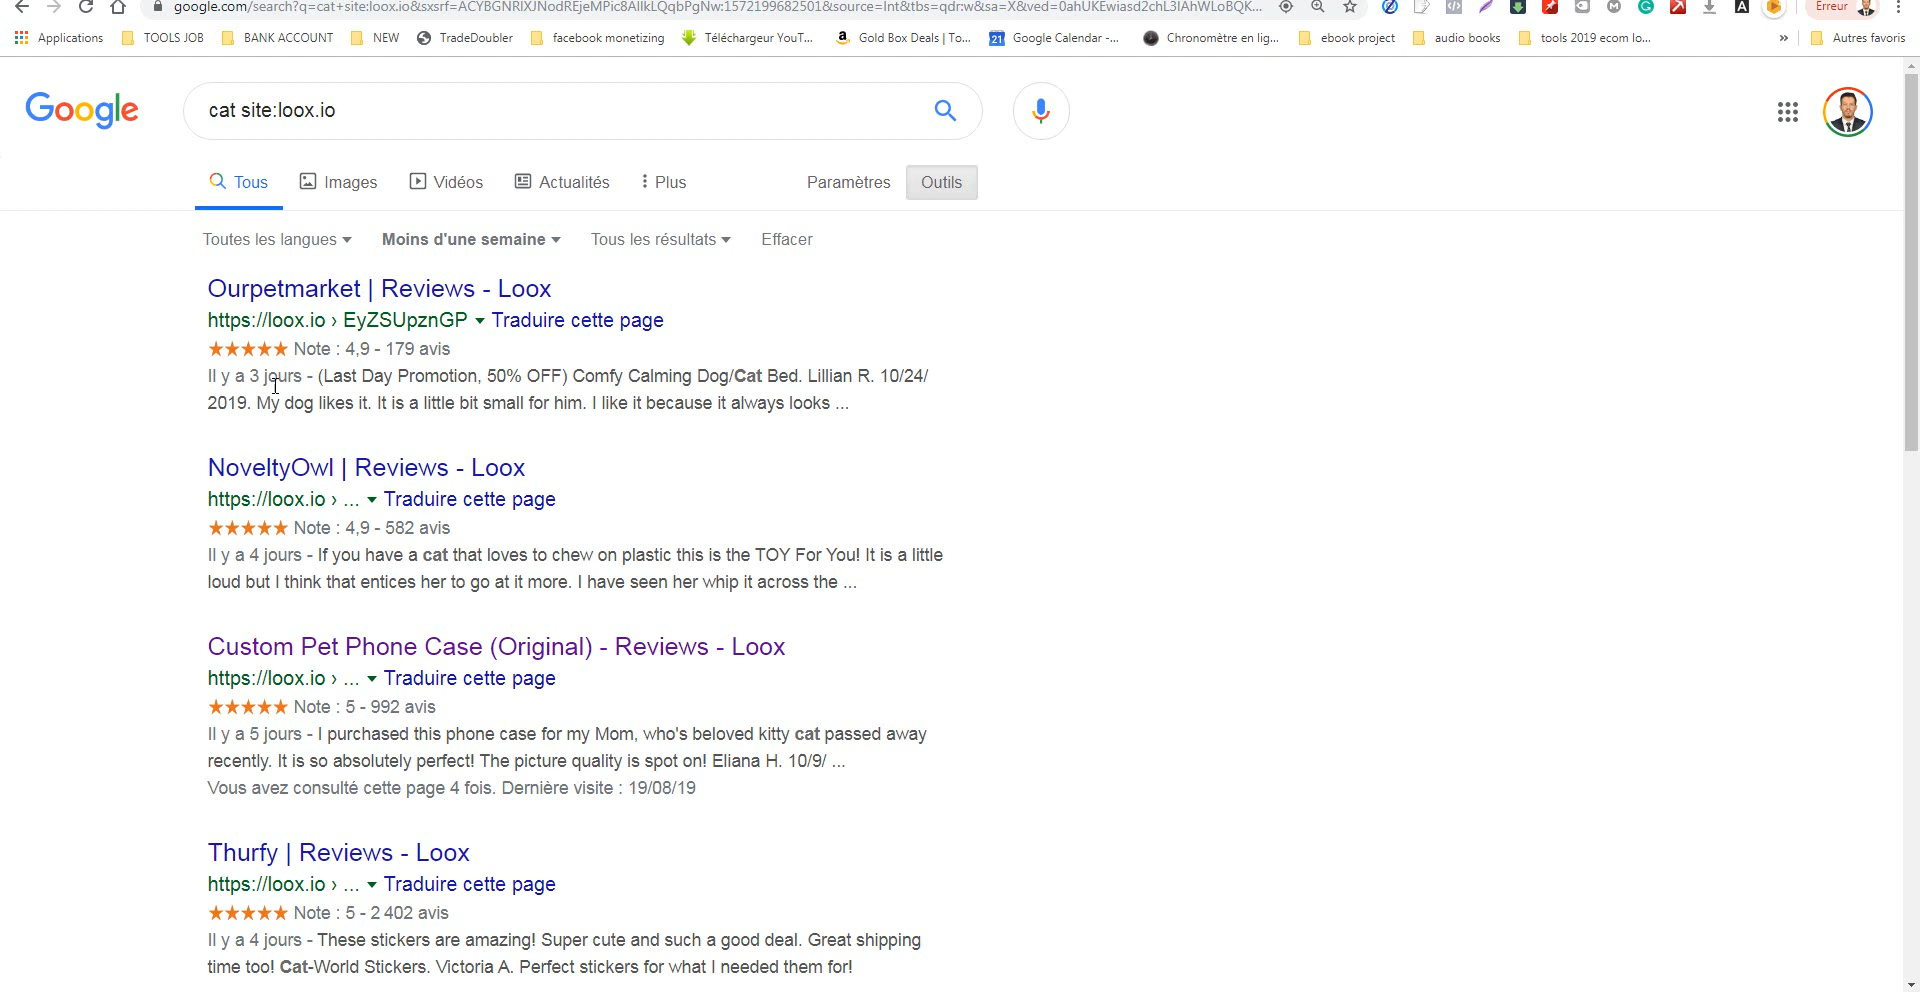 google.com/search?q=cat+site:loox.io&sxsrf=ACYBGNRlXJNodREjeMPic8AllkLQqbPgNw:1572199682501&source=lnt&tbs=qdr:w&sa=X&ved=0ahUKEwiasd2chL3lAhWLoBQK...
Erreur
Applications TOOLS JOB BANK ACCOUNT NEW TradeDoubler facebook monetizing Téléchargeur YouT... Gold Box Deals | To... Google Calendar -... Chronomètre en lig... ebook project audio books tools 2019 ecom lo... » Autres favoris
Google
cat site:loox.io
Tous Images Vidéos Actualités Plus Paramètres Outils
Toutes les langues Moins d'une semaine Tous les résultats Effacer
Ourpetmarket | Reviews - Loox
https://loox.io › EyZSUpznGP Traduire cette page
★★★★★ Note : 4,9 - 179 avis
Il y a 3 jours - (Last Day Promotion, 50% OFF) Comfy Calming Dog/Cat Bed. Lillian R. 10/24/
2019. My dog likes it. It is a little bit small for him. I like it because it always looks ...
NoveltyOwl | Reviews - Loox
https://loox.io › ... Traduire cette page
★★★★★ Note : 4,9 - 582 avis
Il y a 4 jours - If you have a cat that loves to chew on plastic this is the TOY For You! It is a little
loud but I think that entices her to go at it more. I have seen her whip it across the ...
Custom Pet Phone Case (Original) - Reviews - Loox
https://loox.io › ... Traduire cette page
★★★★★ Note : 5 - 992 avis
Il y a 5 jours - I purchased this phone case for my Mom, who's beloved kitty cat passed away
recently. It is so absolutely perfect! The picture quality is spot on! Eliana H. 10/9/ ...
Vous avez consulté cette page 4 fois. Dernière visite : 19/08/19
Thurfy | Reviews - Loox
https://loox.io › ... Traduire cette page
★★★★★ Note : 5 - 2 402 avis
Il y a 4 jours - These stickers are amazing! Super cute and such a good deal. Great shipping
time too! Cat-World Stickers. Victoria A. Perfect stickers for what I needed them for!